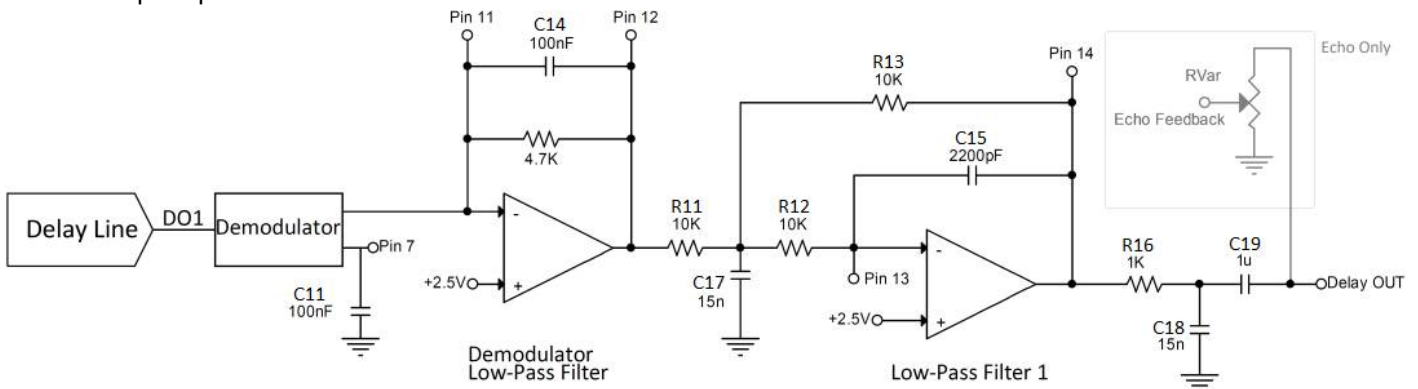 Pin 11
C14
100nF
Pin 12
4.7K
Delay Line
DO1
Demodulator
Pin 7
C11
100nF
-
+2.5V
+
Demodulator
Low-Pass Filter
R11
10K
C17
15n
R12
10K
R13
10K
C15
2200pF
Pin 14
Pin 13
-
+2.5V
+
Low-Pass Filter 1
Echo Only
RVar
Echo Feedback
R16
1K
C19
1u
C18
15n
Delay OUT